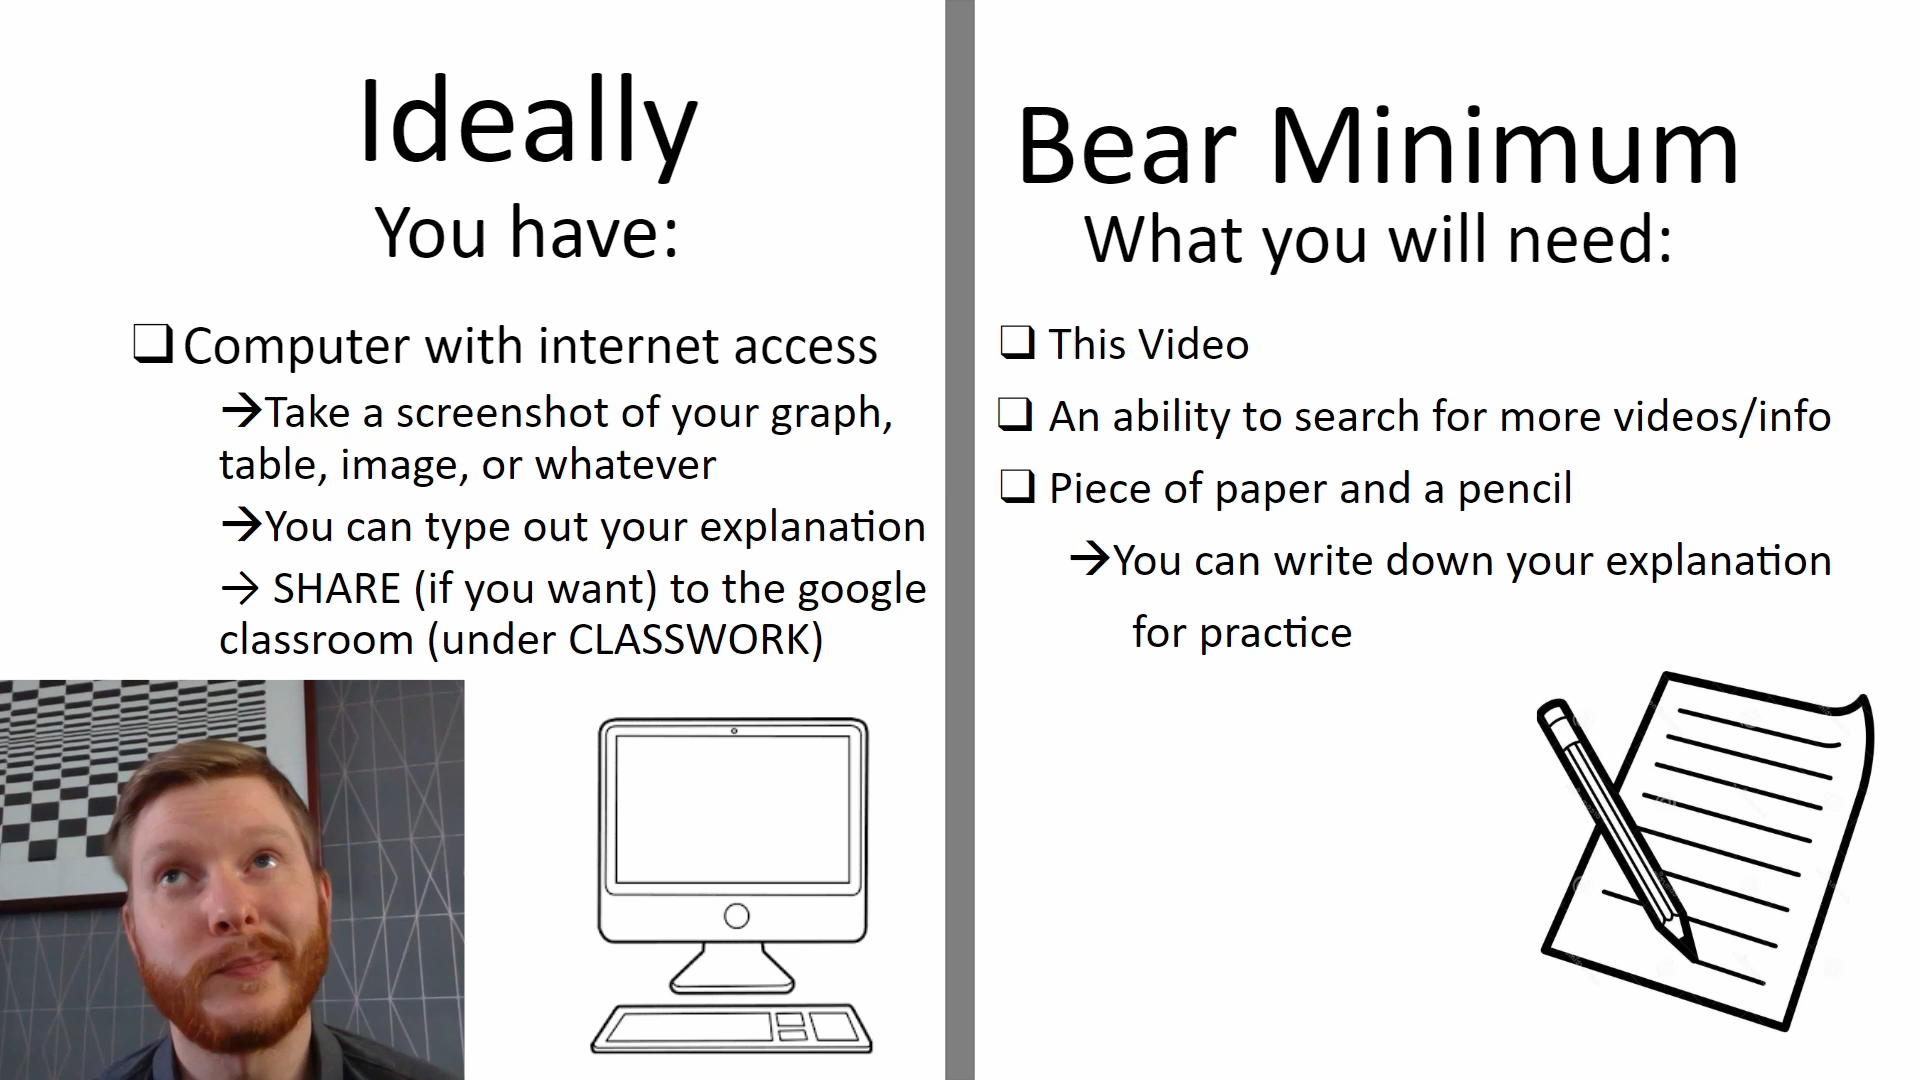 Ideally
You have:
❑ Computer with internet access
→Take a screenshot of your graph,
table, image, or whatever
→You can type out your explanation
→ SHARE (if you want) to the google
classroom (under CLASSWORK)
Bear Minimum
What you will need:
❑ This Video
❑ An ability to search for more videos/info
❑ Piece of paper and a pencil
→You can write down your explanation
for practice